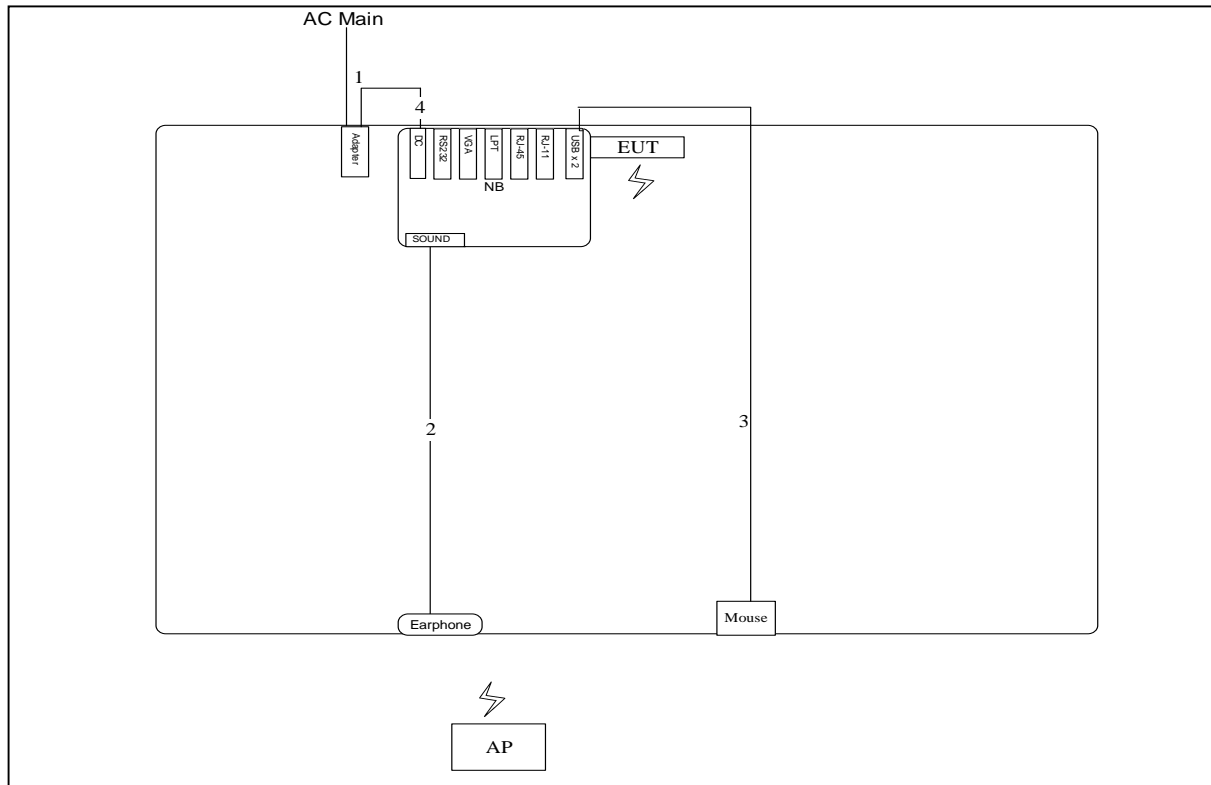 AC Main
1
4
Adapter
DC
RS232
VGA
LPT
RJ-45
RJ-11
USB x 2
EUT
NB
SOUND
2
3
Earphone
Mouse
AP